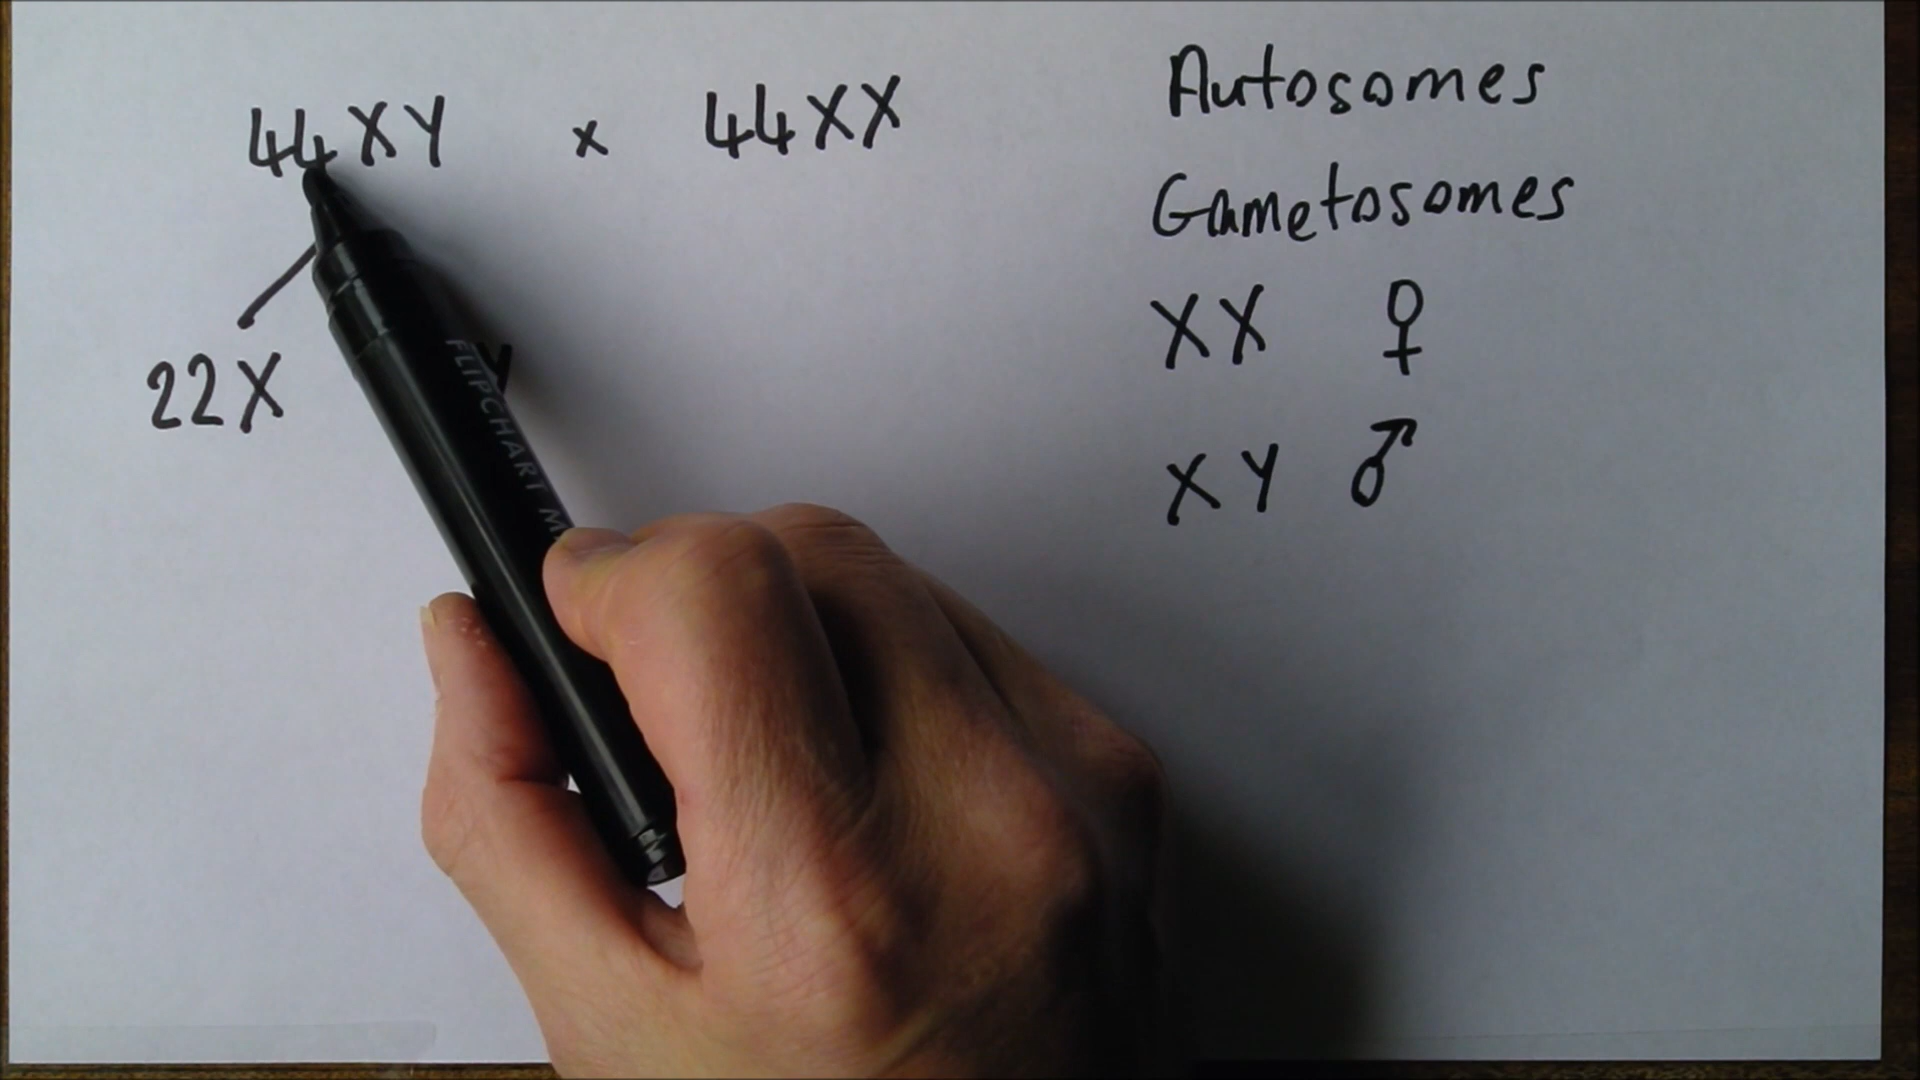 44XY x 44XX
22X Y
Autosomes
Gametosomes
XX ♀
XY ♂
FLIPCHART